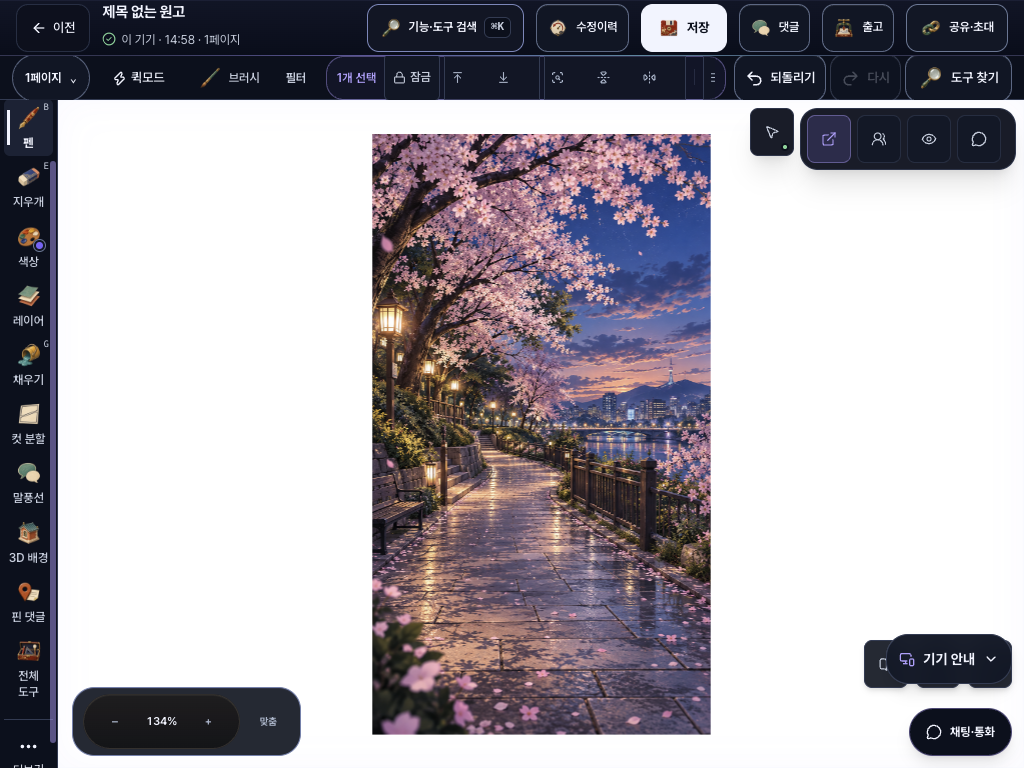 이전
제목 없는 원고
이 기기 · 14:58 · 1페이지
기능·도구 검색 ⌘K
수정이력
저장
댓글
출고
공유·초대
1페이지
퀵모드
브러시
필터
1개 선택
잠금
되돌리기
다시
도구 찾기
B
펜
E
지우개
색상
레이어
G
채우기
컷 분할
말풍선
3D 배경
핀 댓글
전체
도구
− 134% +
맞춤
기기 안내
채팅·통화